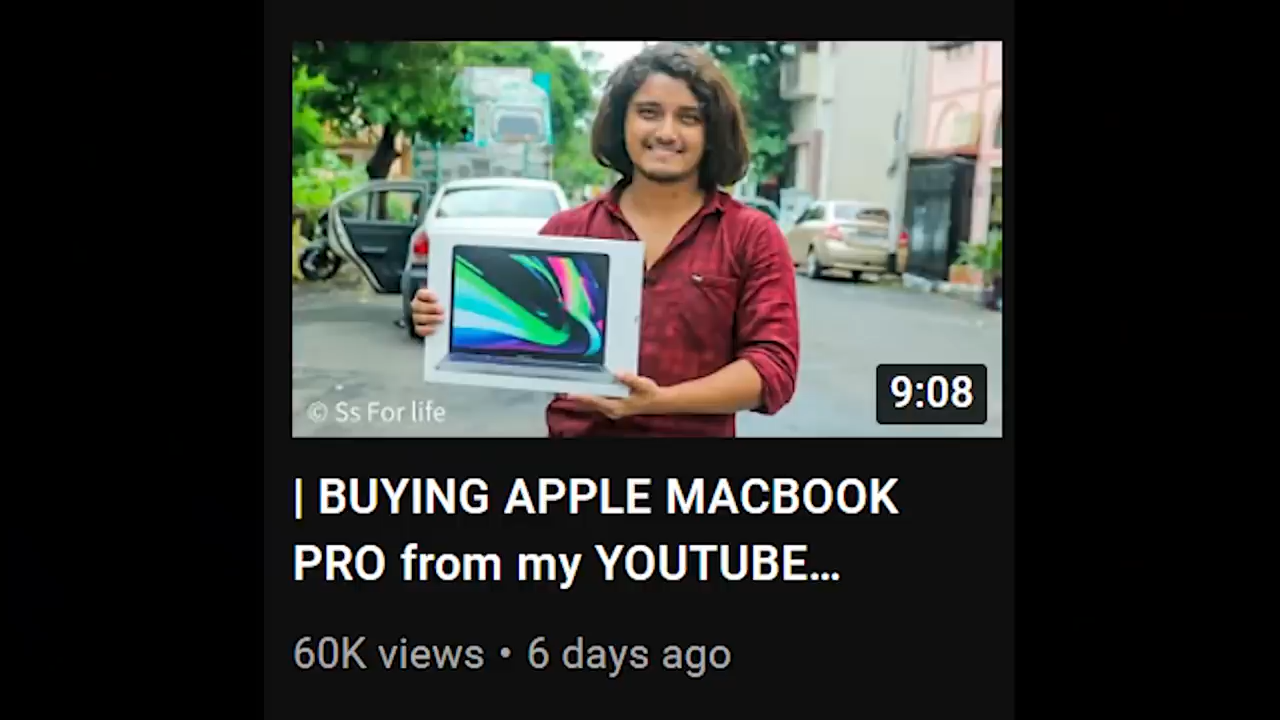 © Ss For life
9:08
| BUYING APPLE MACBOOK
PRO from my YOUTUBE...
60K views • 6 days ago